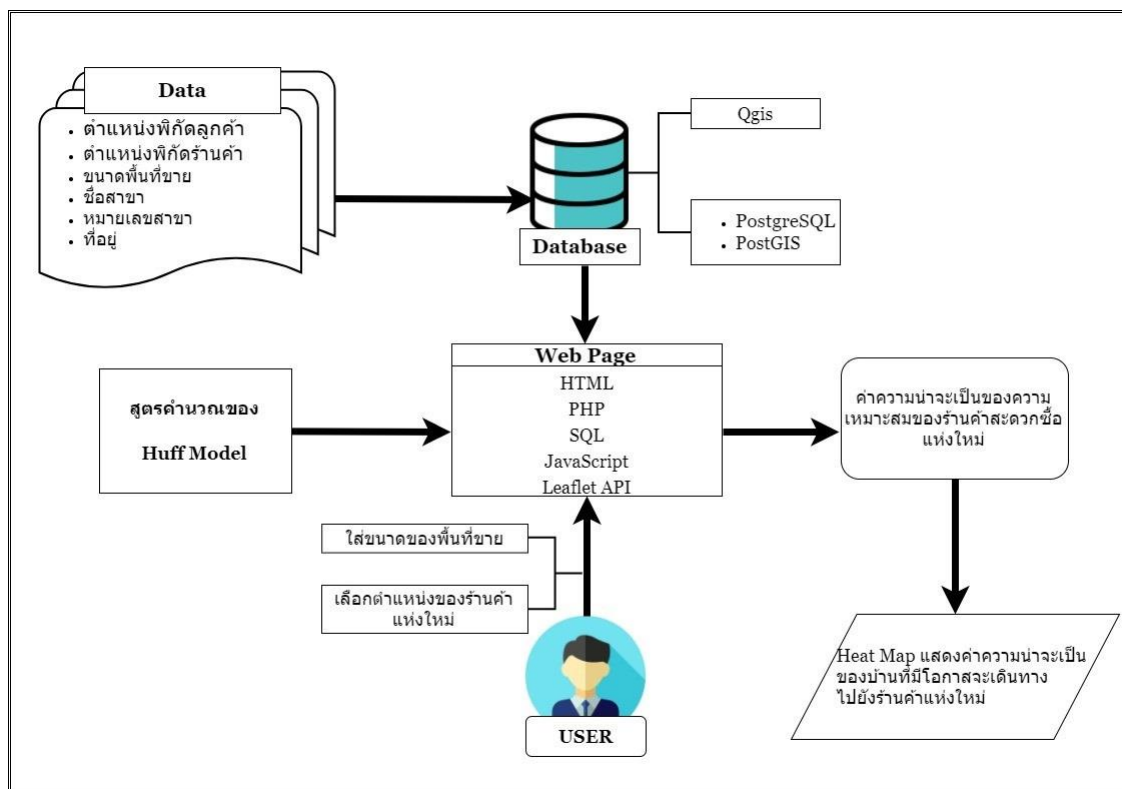 Data
• ตำแหน่งพิกัดลูกค้า
• ตำแหน่งพิกัดร้านค้า
• ขนาดพื้นที่ขาย
• ชื่อสาขา
• หมายเลขสาขา
• ที่อยู่
Database
Qgis
• PostgreSQL
• PostGIS
สูตรคำนวณของ
Huff Model
Web Page
HTML
PHP
SQL
JavaScript
Leaflet API
ค่าความน่าจะเป็นของความ
เหมาะสมของร้านค้าสะดวกซื้อ
แห่งใหม่
ใส่ขนาดของพื้นที่ขาย
เลือกตำแหน่งของร้านค้า
แห่งใหม่
USER
Heat Map แสดงค่าความน่าจะเป็น
ของบ้านที่มีโอกาสจะเดินทาง
ไปยังร้านค้าแห่งใหม่